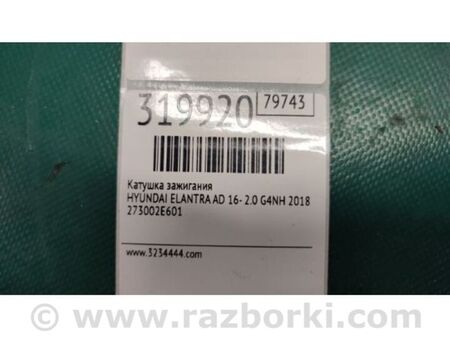 319920 79743
Катушка зажигания
HYUNDAI ELANTRA AD 16- 2.0 G4NH 2018
273002E601
www.3234444.com
© www.razborki.com